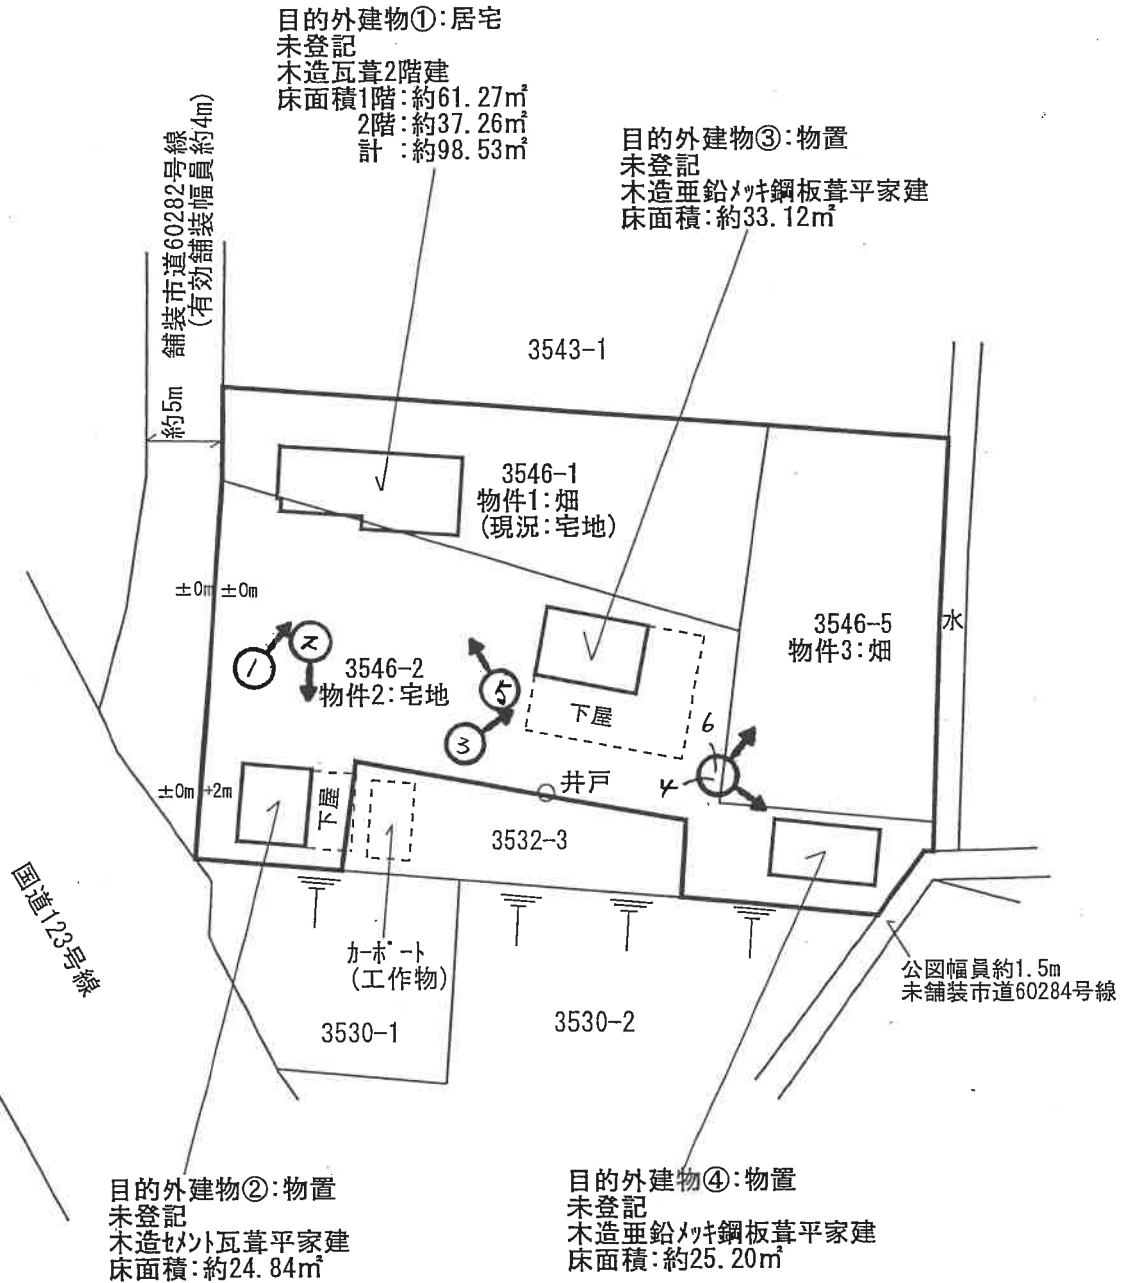 目的外建物①:居宅
未登記
木造瓦葺2階建
床面積1階:約61.27㎡
2階:約37.26㎡
計 :約98.53㎡
目的外建物③:物置
未登記
木造亜鉛メッキ鋼板葺平家建
床面積:約33.12㎡
舗装市道60282号線
(有効舗装幅員約4m)
約5m
3543-1
3546-1
物件1:畑
(現況:宅地)
±0m ±0m
3546-5
物件3:畑
水
1
2
3546-2
物件2:宅地
5
3
下屋
6
4
井戸
±0m +2m
下屋
3532-3
国道123号線
カーポート
(工作物)
公図幅員約1.5m
未舗装市道60284号線
3530-1
3530-2
目的外建物②:物置
未登記
木造セメント瓦葺平家建
床面積:約24.84㎡
目的外建物④:物置
未登記
木造亜鉛メッキ鋼板葺平家建
床面積:約25.20㎡